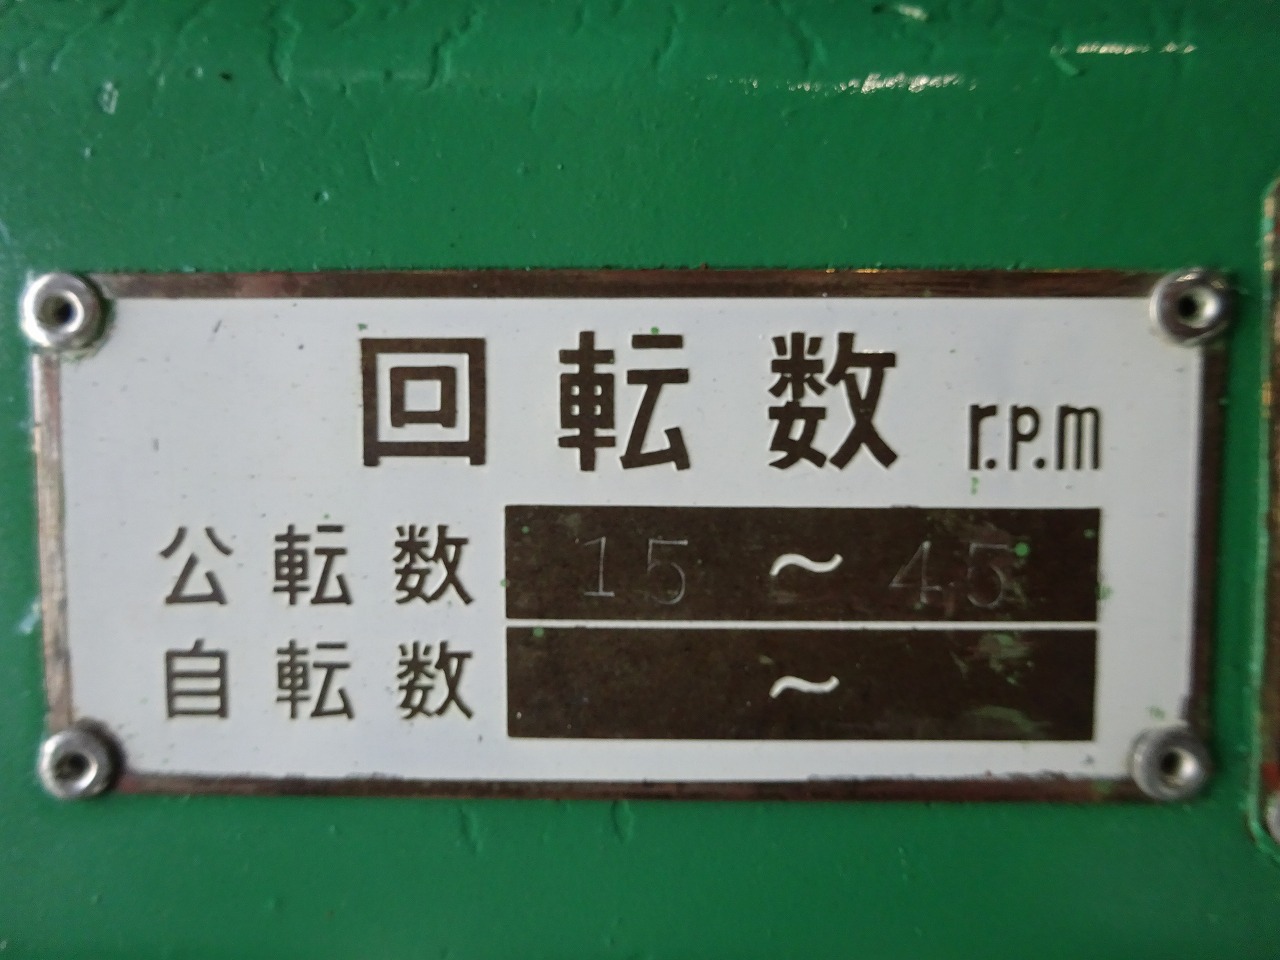 回転数 r.p.m
公転数 15 ～ 45
自転数 ～